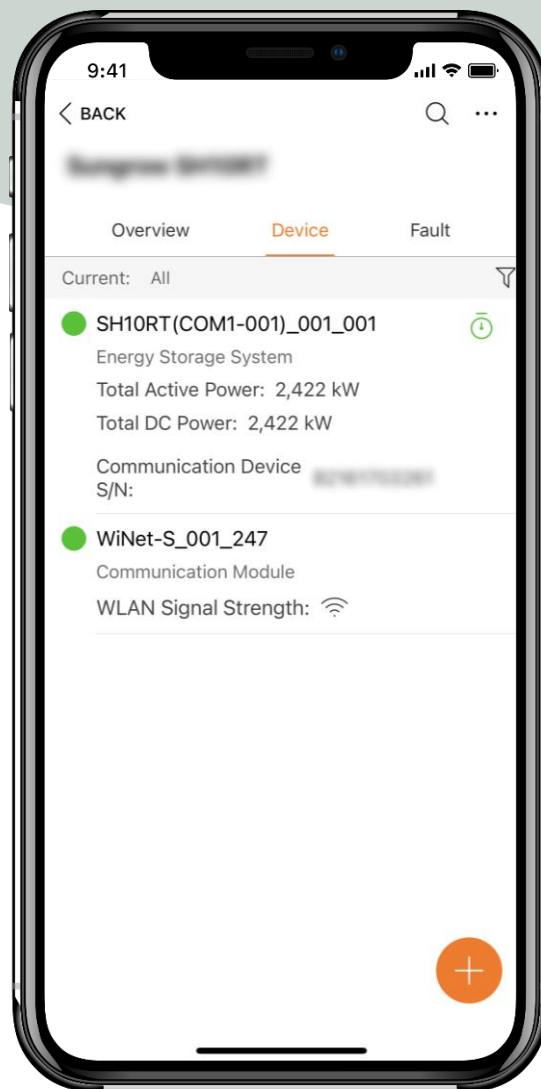 9:41
BACK
Overview Device Fault
Current: All
SH10RT(COM1-001)_001_001
Energy Storage System
Total Active Power: 2,422 kW
Total DC Power: 2,422 kW
Communication Device
S/N:
WiNet-S_001_247
Communication Module
WLAN Signal Strength: